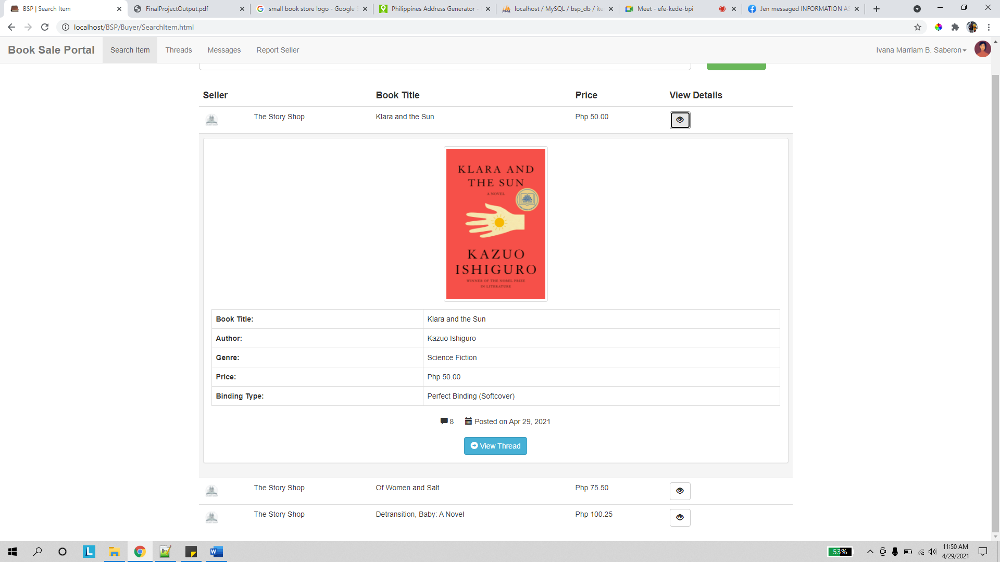 BSP | Search Item
FinalProjectOutput.pdf
small book store logo - Google
Philippines Address Generator -
localhost / MySQL / bsp_db / ite
Meet - efe-kede-bpi
Jen messaged INFORMATION AS
localhost/BSP/Buyer/SearchItem.html
Book Sale Portal
Search Item
Threads
Messages
Report Seller
Ivana Marriam B. Saberon
Seller Book Title Price View Details
The Story Shop Klara and the Sun Php 50.00
KLARA AND
THE SUN
A NOVEL
KAZUO
ISHIGURO
WINNER OF THE NOBEL PRIZE
IN LITERATURE
Book Title: Klara and the Sun
Author: Kazuo Ishiguro
Genre: Science Fiction
Price: Php 50.00
Binding Type: Perfect Binding (Softcover)
8 Posted on Apr 29, 2021
View Thread
The Story Shop Of Women and Salt Php 75.50
The Story Shop Detransition, Baby: A Novel Php 100.25
53%
11:50 AM
4/29/2021